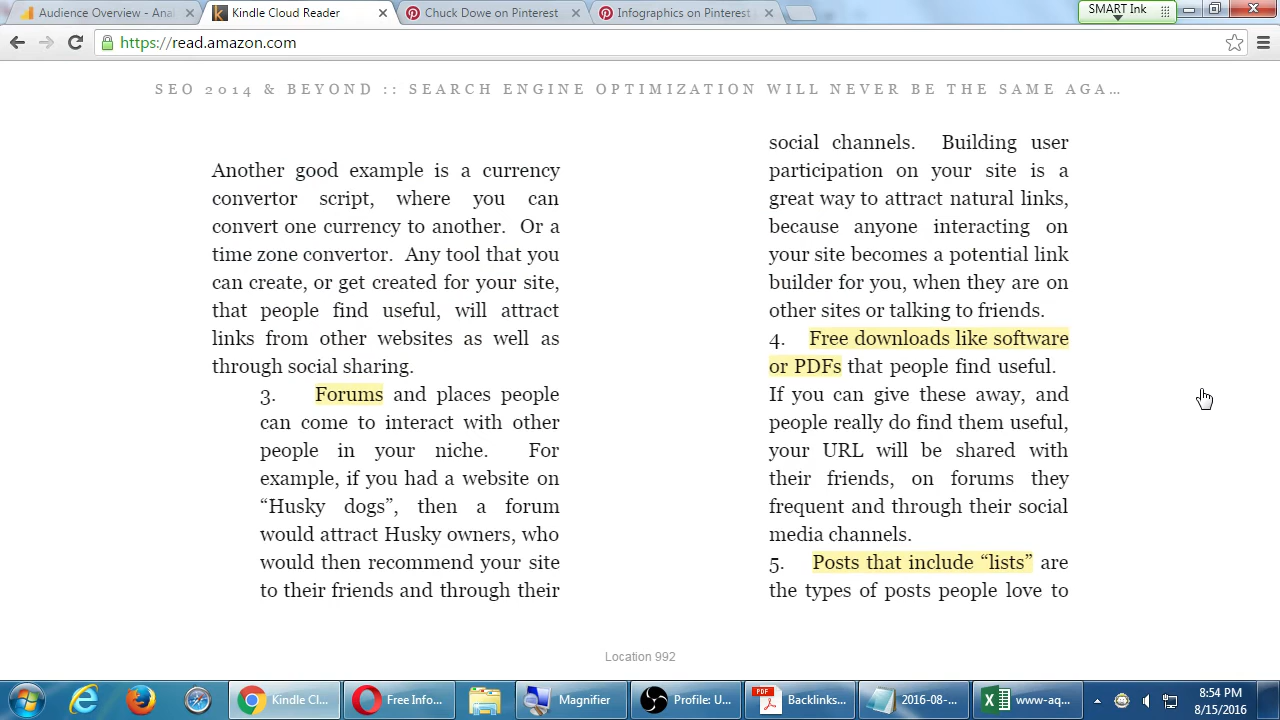 Audience Overview - Anal
Kindle Cloud Reader
Chuck Dowe on Pinterest
Infographics on Pinterest
SMART Ink
https://read.amazon.com
SEO 2014 & BEYOND :: SEARCH ENGINE OPTIMIZATION WILL NEVER BE THE SAME AGA…
Another good example is a currency
convertor script, where you can
convert one currency to another. Or a
time zone convertor. Any tool that you
can create, or get created for your site,
that people find useful, will attract
links from other websites as well as
through social sharing.
3. Forums and places people
can come to interact with other
people in your niche. For
example, if you had a website on
“Husky dogs”, then a forum
would attract Husky owners, who
would then recommend your site
to their friends and through their
social channels. Building user
participation on your site is a
great way to attract natural links,
because anyone interacting on
your site becomes a potential link
builder for you, when they are on
other sites or talking to friends.
4. Free downloads like software
or PDFs that people find useful.
If you can give these away, and
people really do find them useful,
your URL will be shared with
their friends, on forums they
frequent and through their social
media channels.
5. Posts that include “lists” are
the types of posts people love to
Location 992
Kindle Cl...
Free Info...
Magnifier
Profile: U...
PDF
Backlinks...
2016-08-...
www-aq...
8:54 PM
8/15/2016